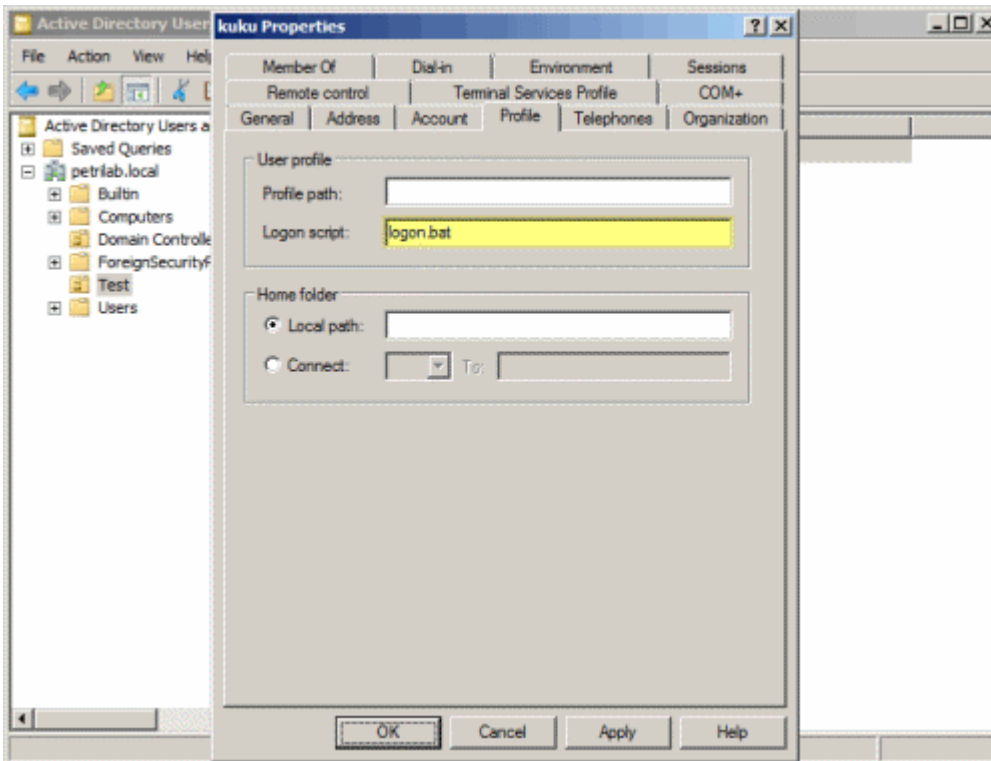 Active Directory User
kuku Properties
File Action View Help
Member Of Dial-in Environment Sessions
Remote control Terminal Services Profile COM+
General Address Account Profile Telephones Organization
Active Directory Users a
Saved Queries
petrilab.local
Builtin
Computers
Domain Controlle
ForeignSecurityP
Test
Users
User profile
Profile path:
Logon script: logon.bat
Home folder
Local path:
Connect: To:
OK Cancel Apply Help